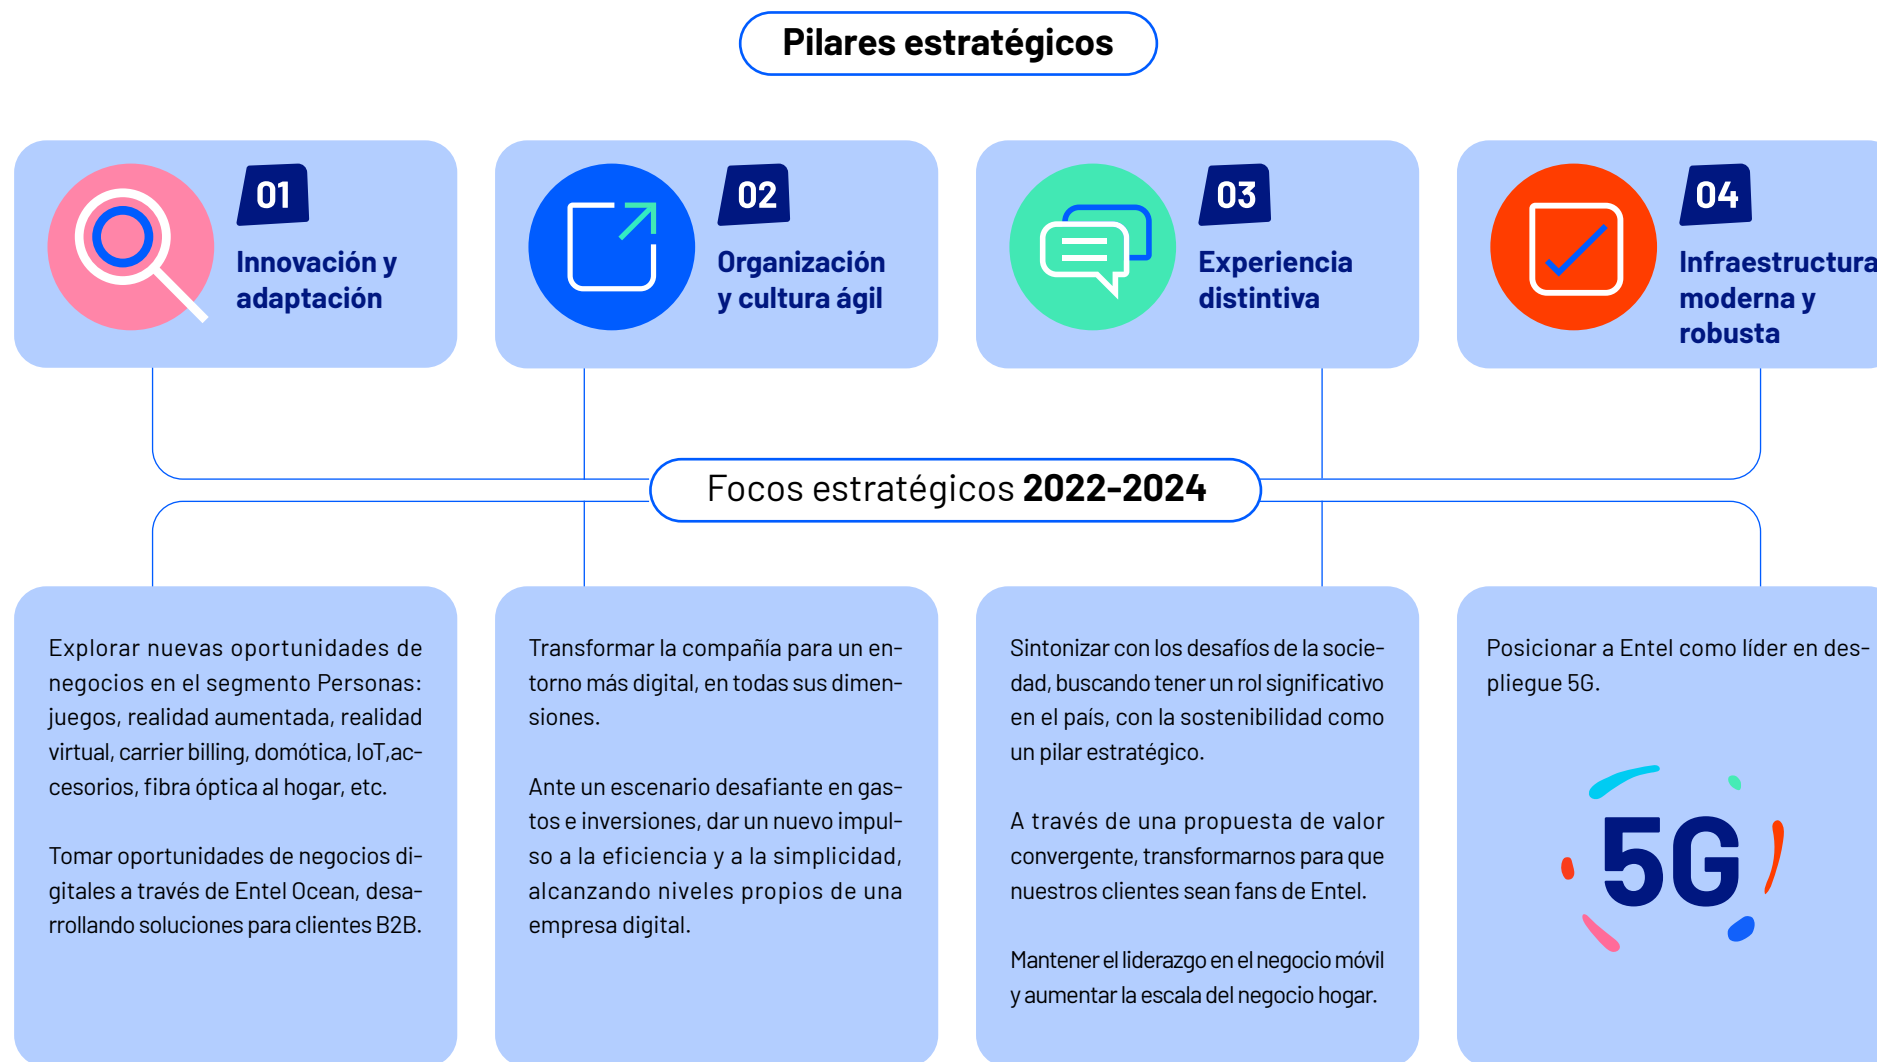 Pilares estratégicos
01
Innovación y
adaptación
02
Organización
y cultura ágil
03
Experiencia
distintiva
04
Infraestructura
moderna y
robusta
Focos estratégicos 2022-2024
Explorar nuevas oportunidades de
negocios en el segmento Personas:
juegos, realidad aumentada, realidad
virtual, carrier billing, domótica, IoT,ac-
cesorios, fibra óptica al hogar, etc.
Tomar oportunidades de negocios di-
gitales a través de Entel Ocean, desa-
rrollando soluciones para clientes B2B.
Transformar la compañía para un en-
torno más digital, en todas sus dimen-
siones.
Ante un escenario desafiante en gas-
tos e inversiones, dar un nuevo impul-
so a la eficiencia y a la simplicidad,
alcanzando niveles propios de una
empresa digital.
Sintonizar con los desafíos de la socie-
dad, buscando tener un rol significativo
en el país, con la sostenibilidad como
un pilar estratégico.
A través de una propuesta de valor
convergente, transformarnos para que
nuestros clientes sean fans de Entel.
Mantener el liderazgo en el negocio móvil
y aumentar la escala del negocio hogar.
Posicionar a Entel como líder en des-
pliegue 5G.
5G